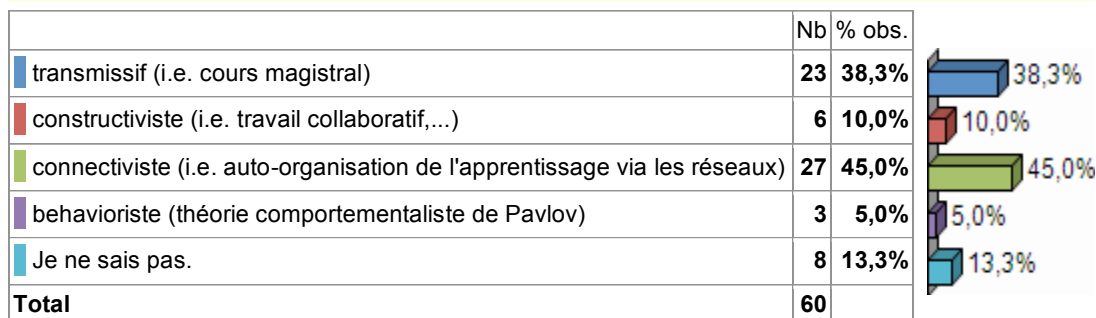 Nb % obs.
transmissif (i.e. cours magistral) 23 38,3% 38,3%
constructiviste (i.e. travail collaboratif,...) 6 10,0% 10,0%
connectiviste (i.e. auto-organisation de l'apprentissage via les réseaux) 27 45,0% 45,0%
behavioriste (théorie comportementaliste de Pavlov) 3 5,0% 5,0%
Je ne sais pas. 8 13,3% 13,3%
Total 60